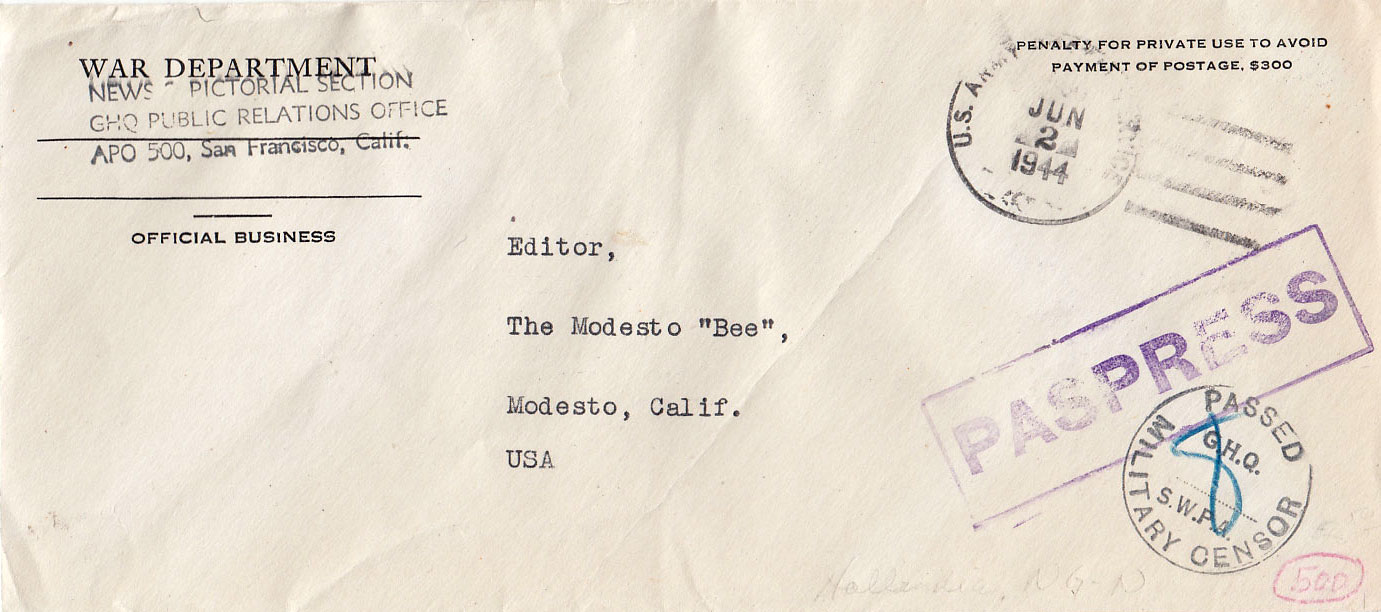 WAR DEPARTMENT
NEWS - PICTORIAL SECTION
GHQ PUBLIC RELATIONS OFFICE
APO 500, San Francisco, Calif.
OFFICIAL BUSINESS
PENALTY FOR PRIVATE USE TO AVOID
PAYMENT OF POSTAGE, $300
U.S. ARMY
JUN
2
1944
Editor,
The Modesto "Bee",
Modesto, Calif.
USA
PASPRESS
PASSED
G.H.Q.
S.W.P.A.
MILITARY CENSOR
Hollandia, N G - N
500